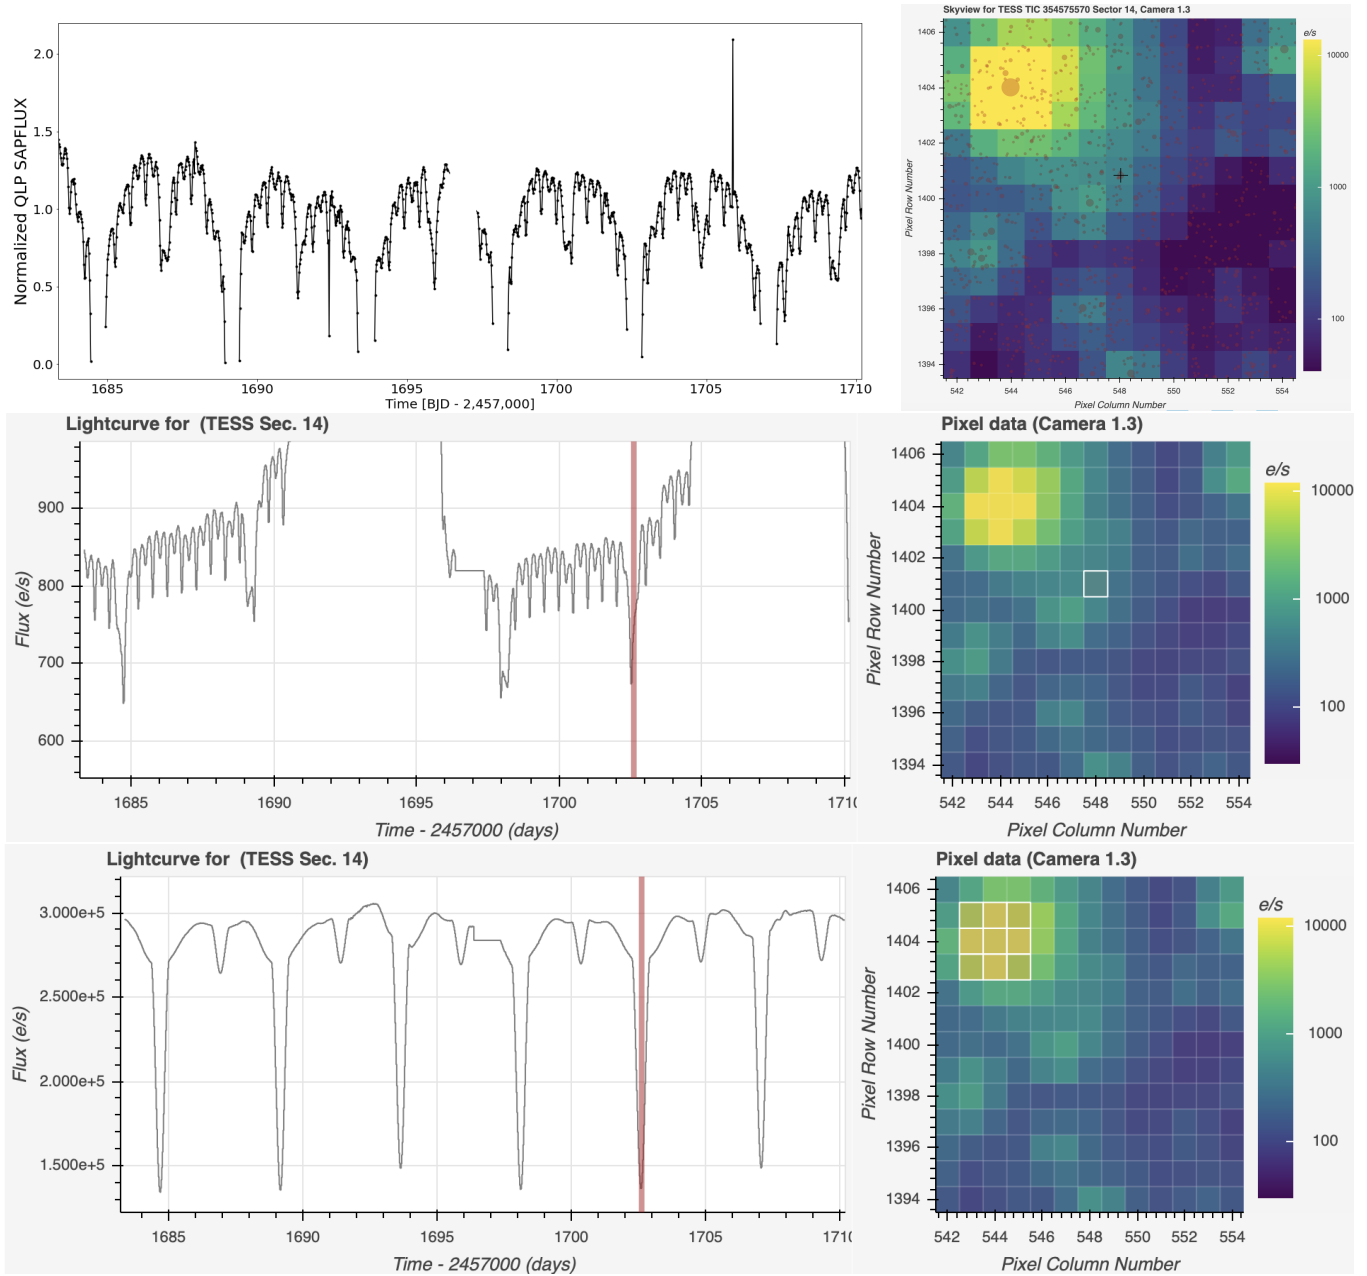 Normalized QLP SAPFLUX
2.0
1.5
1.0
0.5
0.0
1685 1690 1695 1700 1705 1710
Time [BJD - 2,457,000]
Skyview for TESS TIC 354575570 Sector 14, Camera 1.3
Pixel Row Number
1406
1404
1402
1400
1398
1396
1394
542 544 546 548 550 552 554
Pixel Column Number
e/s
10000
1000
100
Lightcurve for (TESS Sec. 14)
Flux (e/s)
900
800
700
600
1685 1690 1695 1700 1705 1710
Time - 2457000 (days)
Pixel data (Camera 1.3)
Pixel Row Number
1406
1404
1402
1400
1398
1396
1394
542 544 546 548 550 552 554
Pixel Column Number
e/s
10000
1000
100
Lightcurve for (TESS Sec. 14)
Flux (e/s)
3.000e+5
2.500e+5
2.000e+5
1.500e+5
1685 1690 1695 1700 1705 1710
Time - 2457000 (days)
Pixel data (Camera 1.3)
Pixel Row Number
1406
1404
1402
1400
1398
1396
1394
542 544 546 548 550 552 554
Pixel Column Number
e/s
10000
1000
100